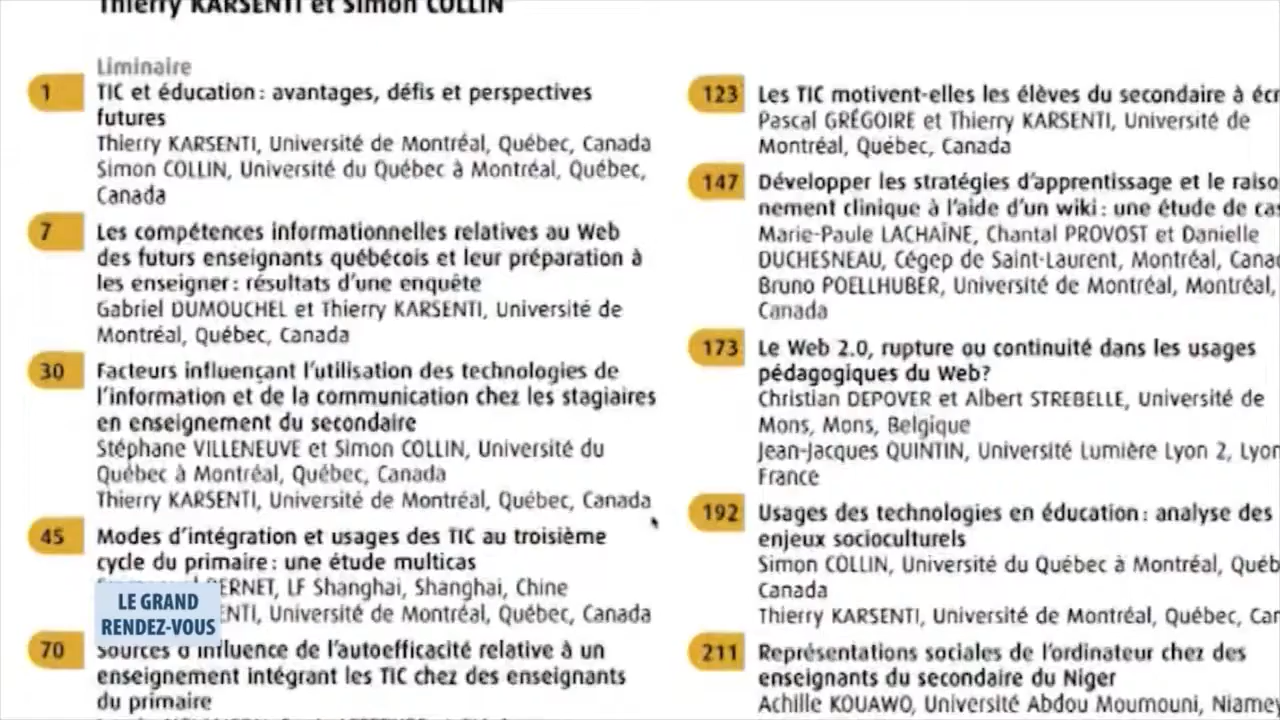 Thierry KARSENTI et Simon COLLIN
Liminaire
1
TIC et éducation : avantages, défis et perspectives
futures
Thierry KARSENTI, Université de Montréal, Québec, Canada
Simon COLLIN, Université du Québec à Montréal, Québec,
Canada
7
Les compétences informationnelles relatives au Web
des futurs enseignants québécois et leur préparation à
les enseigner : résultats d'une enquête
Gabriel DUMOUCHEL et Thierry KARSENTI, Université de
Montréal, Québec, Canada
30
Facteurs influençant l'utilisation des technologies de
l'information et de la communication chez les stagiaires
en enseignement du secondaire
Stéphane VILLENEUVE et Simon COLLIN, Université du
Québec à Montréal, Québec, Canada
Thierry KARSENTI, Université de Montréal, Québec, Canada
45
Modes d'intégration et usages des TIC au troisième
cycle du primaire : une étude multicas
LF Shanghai, Shanghai, Chine
Université de Montréal, Québec, Canada
LE GRAND
RENDEZ-VOUS
70
Sources d'influence de l'autoefficacité relative à un
enseignement intégrant les TIC chez des enseignants
du primaire
123
Les TIC motivent-elles les élèves du secondaire à
Pascal GRÉGOIRE et Thierry KARSENTI, Université de
Montréal, Québec, Canada
147
Développer les stratégies d'apprentissage et le
nement clinique à l'aide d'un wiki : une étude de
Marie-Paule LACHAÎNE, Chantal PROVOST et Danielle
DUCHESNEAU, Cégep de Saint-Laurent, Montréal,
Bruno POELLHUBER, Université de Montréal, Montréal,
Canada
173
Le Web 2.0, rupture ou continuité dans les usages
pédagogiques du Web?
Christian DEPOVER et Albert STREBELLE, Université de
Mons, Mons, Belgique
Jean-Jacques QUINTIN, Université Lumière Lyon 2,
France
192
Usages des technologies en éducation : analyse des
enjeux socioculturels
Simon COLLIN, Université du Québec à Montréal,
Canada
Thierry KARSENTI, Université de Montréal, Québec,
211
Représentations sociales de l'ordinateur chez des
enseignants du secondaire du Niger
Achille KOUAWO, Université Abdou Moumouni, Niamey